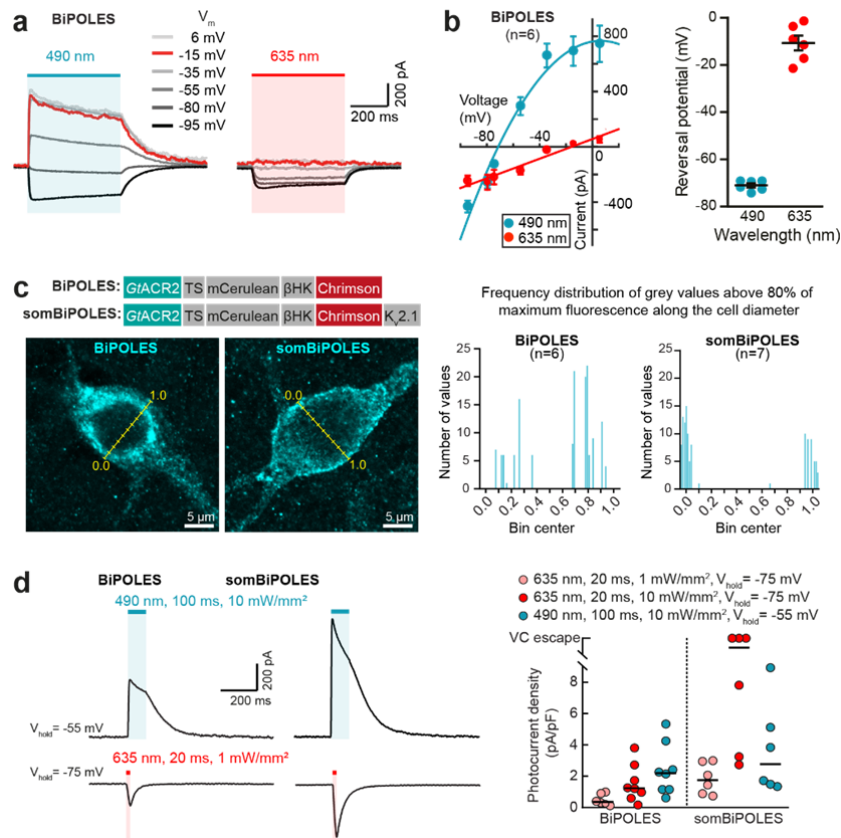 a
BiPOLES
Vm
6 mV
-15 mV
-35 mV
-55 mV
-80 mV
-95 mV
490 nm
635 nm
200 pA
200 ms
b
BiPOLES
(n=6)
800
400
Voltage
(mV)
-80
-40
-400
Current (pA)
490 nm
635 nm
0
-20
-40
-60
-80
Reversal potential (mV)
490
635
Wavelength (nm)
c
BiPOLES: GtACR2 TS mCerulean βHK Chrimson
somBiPOLES: GtACR2 TS mCerulean βHK Chrimson Kv2.1
BiPOLES
1.0
0.0
5 µm
somBiPOLES
0.0
1.0
5 µm
Frequency distribution of grey values above 80% of
maximum fluorescence along the cell diameter
BiPOLES
(n=6)
25
20
15
10
5
0
Number of values
0.0 0.2 0.4 0.6 0.8 1.0
Bin center
somBiPOLES
(n=7)
25
20
15
10
5
0
Number of values
0.0 0.2 0.4 0.6 0.8 1.0
Bin center
d
BiPOLES
somBiPOLES
490 nm, 100 ms, 10 mW/mm²
200 pA
200 ms
Vhold= -55 mV
635 nm, 20 ms, 1 mW/mm²
Vhold= -75 mV
635 nm, 20 ms, 1 mW/mm², Vhold= -75 mV
635 nm, 20 ms, 10 mW/mm², Vhold= -75 mV
490 nm, 100 ms, 10 mW/mm², Vhold= -55 mV
VC escape
8
6
4
2
0
Photocurrent density
(pA/pF)
BiPOLES
somBiPOLES